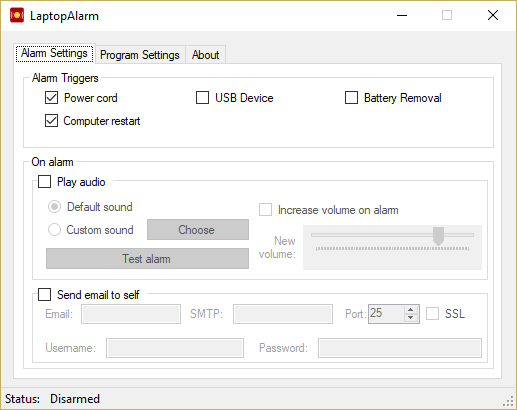 LaptopAlarm
Alarm Settings Program Settings About
Alarm Triggers
Power cord USB Device Battery Removal
Computer restart
On alarm
Play audio
Default sound Increase volume on alarm
Custom sound Choose New volume:
Test alarm
Send email to self
Email: SMTP: Port: 25 SSL
Username: Password:
Status: Disarmed